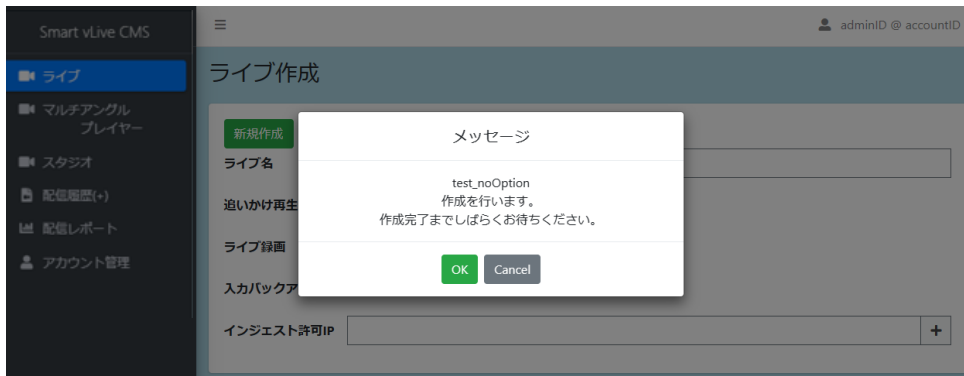 Smart vLive CMS
adminID @ accountID
ライブ
マルチアングル
プレイヤー
スタジオ
配信履歴(+)
配信レポート
アカウント管理
ライブ作成
新規作成
ライブ名
追いかけ再生
ライブ録画
入力バックア
インジェスト許可IP
+
メッセージ
test_noOption
作成を行います。
作成完了までしばらくお待ちください。
OK
Cancel